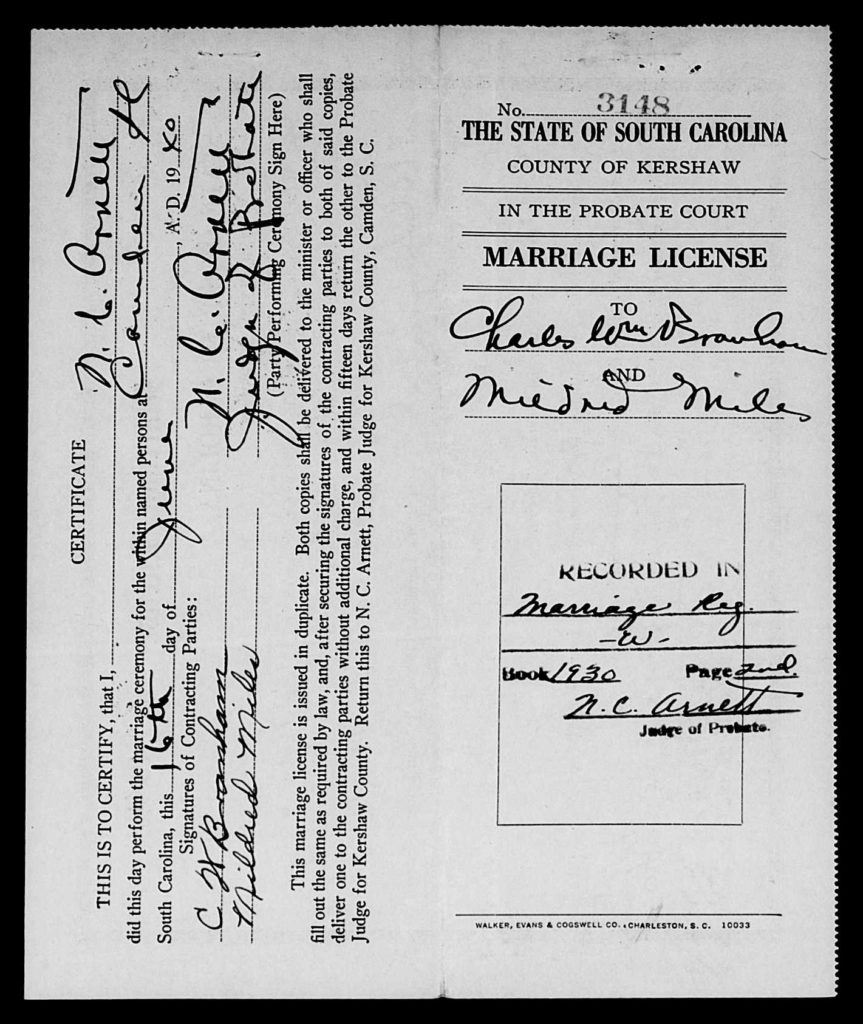 CERTIFICATE
THIS IS TO CERTIFY, that I, N. C. Arnett
did this day perform the marriage ceremony for the within named persons at Camden
South Carolina, this 16th day of June, A. D. 19 40
Signatures of Contracting Parties:
C W Branham
Mildred Miles
N. C. Arnett
Judge of Probate
(Party Performing Ceremony Sign Here)
This marriage license is issued in duplicate. Both copies shall be delivered to the minister or officer who shall
fill out the same as required by law, and, after securing the signatures of the contracting parties to both of said copies,
deliver one to the contracting parties without additional charge, and within fifteen days return the other to the Probate
Judge for Kershaw County. Return this to N. C. Arnett, Probate Judge for Kershaw County, Camden, S. C.
No. 3148
THE STATE OF SOUTH CAROLINA
COUNTY OF KERSHAW
IN THE PROBATE COURT
MARRIAGE LICENSE
TO
Charles Wm Branham
AND
Mildred Miles
RECORDED IN
Marriage Reg.
-W-
Book 1930 Page 2nd.
N. C. Arnett
Judge of Probate.
WALKER, EVANS & COGSWELL CO., CHARLESTON, S. C. 10033